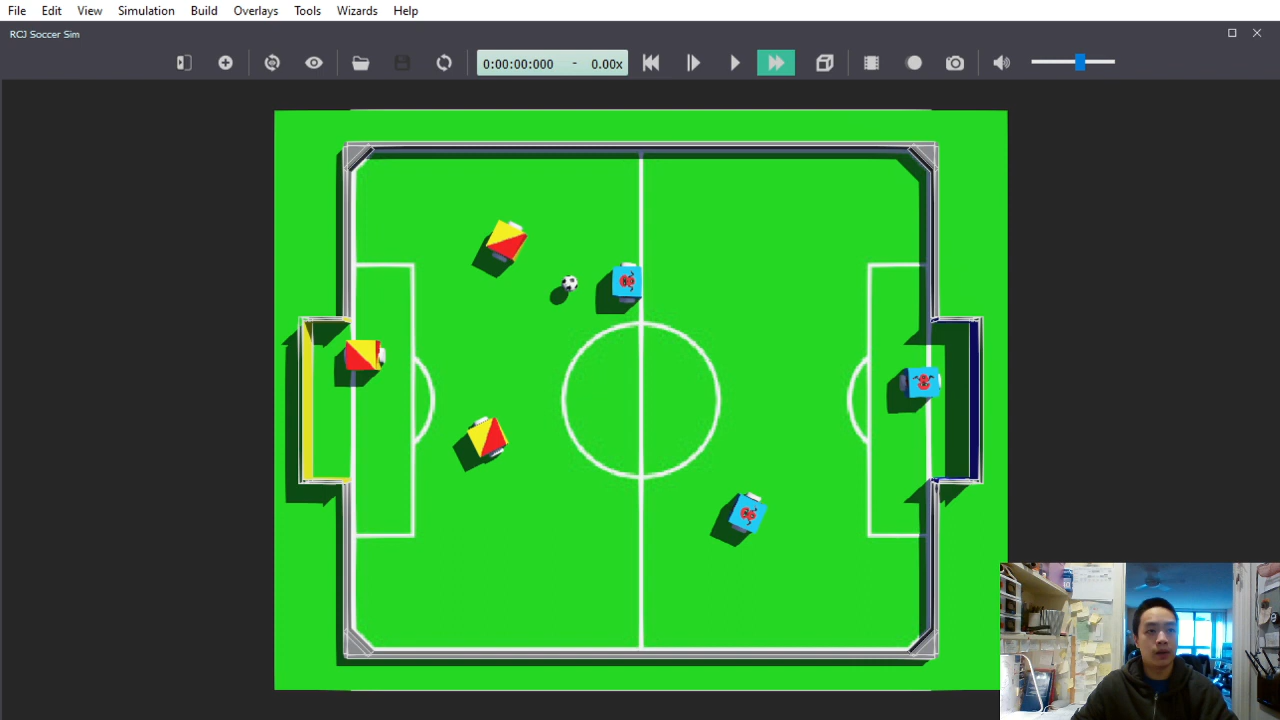 File Edit View Simulation Build Overlays Tools Wizards Help
RCJ Soccer Sim
0:00:00:000 - 0.00x